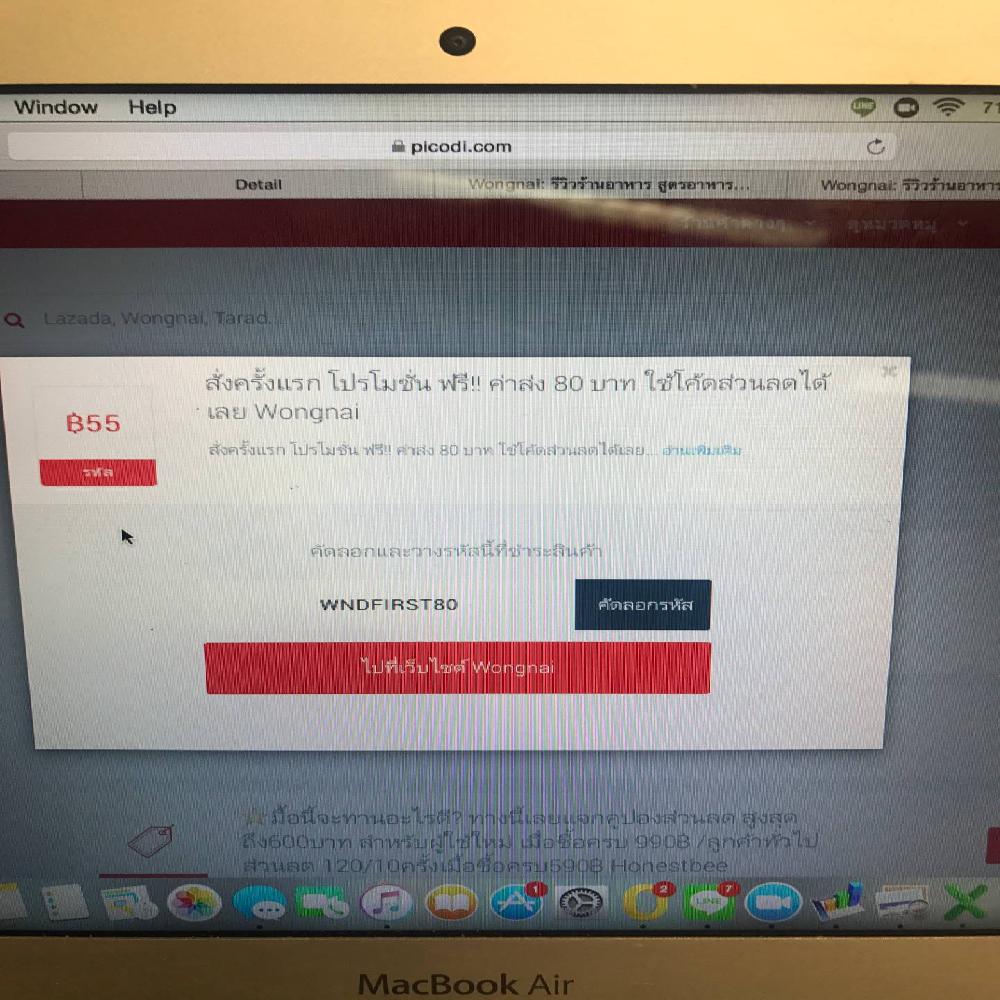 Window Help
LINE 71
picodi.com
Detail Wongnai: รีวิวร้านอาหาร สูตรอาหาร... Wongnai: รีวิวร้านอาหาร
ร้านค้าต่างๆ ดูหมวดหมู่
Lazada, Wongnai, Tarad...
สั่งครั้งแรก โปรโมชั่น ฟรี!! ค่าส่ง 80 บาท ใช้โค้ดส่วนลดได้
เลย Wongnai
฿55
รหัส
สั่งครั้งแรก โปรโมชั่น ฟรี!! ค่าส่ง 80 บาท ใช้โค้ดส่วนลดได้เลย... อ่านเพิ่มเติม
คัดลอกและวางรหัสนี้ที่ชำระสินค้า
WNDFIRST80 คัดลอกรหัส
ไปที่เว็บไซต์ Wongnai
มื้อนี้จะทานอะไรดี? ทางนี้เลยแจกคูปองส่วนลด สูงสุด
ถึง600บาท สำหรับผู้ใช้ใหม่ เมื่อซื้อครบ 990B /ลูกค้าทั่วไป
ส่วนลด 120/10ครั้งเมื่อซื้อครบ590B Honestbee
1 2 LINE 7
MacBook Air